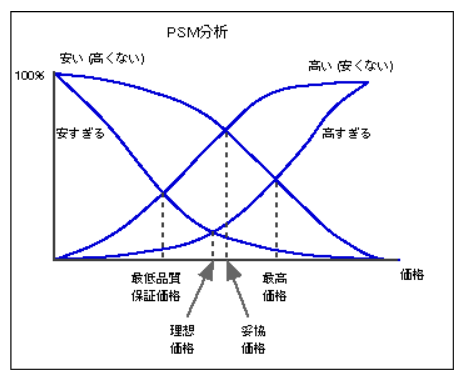 PSM分析
安い (高くない)
高い (安くない)
100%
安すぎる
高すぎる
価格
最低品質
保証価格
最高
価格
理想
価格
妥協
価格